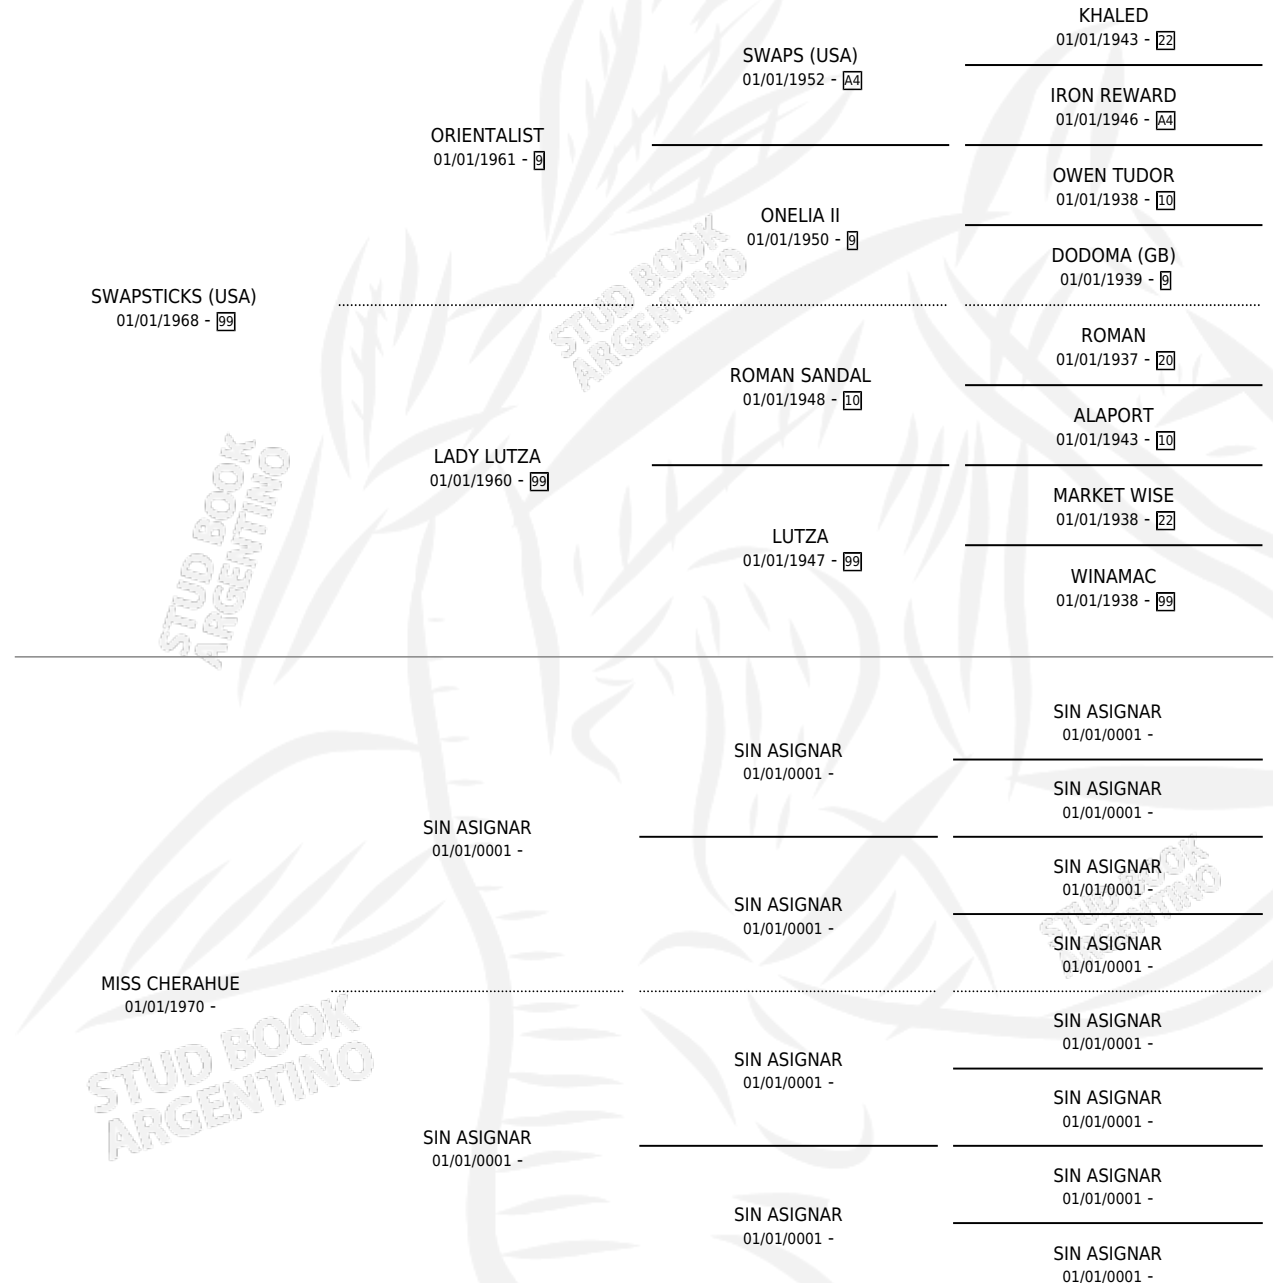 KHALED
01/01/1943 - 22
SWAPS (USA)
01/01/1952 - A4
IRON REWARD
01/01/1946 - A4
ORIENTALIST
01/01/1961 - 9
OWEN TUDOR
01/01/1938 - 10
ONELIA II
01/01/1950 - 9
DODOMA (GB)
01/01/1939 - 9
SWAPSTICKS (USA)
01/01/1968 - 99
ROMAN
01/01/1937 - 20
ROMAN SANDAL
01/01/1948 - 10
ALAPORT
01/01/1943 - 10
LADY LUTZA
01/01/1960 - 99
MARKET WISE
01/01/1938 - 22
LUTZA
01/01/1947 - 99
WINAMAC
01/01/1938 - 99
SIN ASIGNAR
01/01/0001 -
SIN ASIGNAR
01/01/0001 -
SIN ASIGNAR
01/01/0001 -
SIN ASIGNAR
01/01/0001 -
SIN ASIGNAR
01/01/0001 -
SIN ASIGNAR
01/01/0001 -
SIN ASIGNAR
01/01/0001 -
MISS CHERAHUE
01/01/1970 -
SIN ASIGNAR
01/01/0001 -
SIN ASIGNAR
01/01/0001 -
SIN ASIGNAR
01/01/0001 -
SIN ASIGNAR
01/01/0001 -
SIN ASIGNAR
01/01/0001 -
SIN ASIGNAR
01/01/0001 -
SIN ASIGNAR
01/01/0001 -
STUD BOOK
ARGENTINO
STUD BOOK
ARGENTINO
STUD BOOK
ARGENTINO
STUD BOOK
ARGENTINO